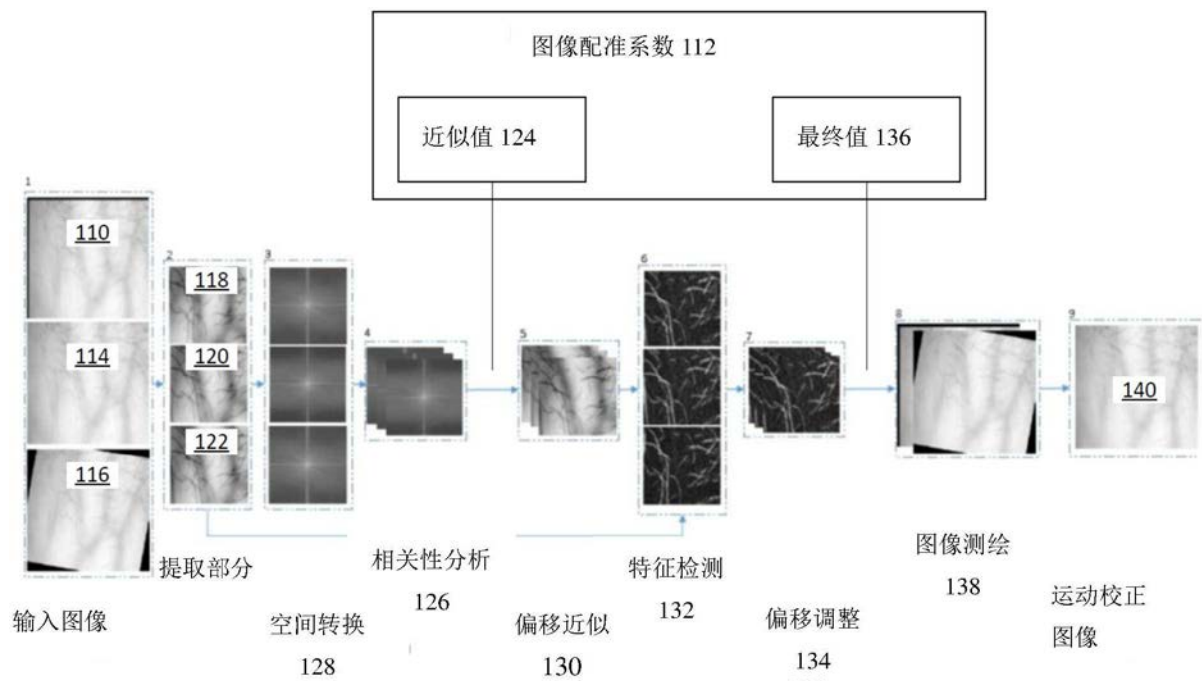 图像配准系数 112
近似值 124
最终值 136
1
110
114
116
2
118
120
122
3
4
5
6
7
8
9
140
提取部分
相关性分析
126
特征检测
132
图像测绘
138
输入图像
空间转换
128
偏移近似
130
偏移调整
134
运动校正
图像